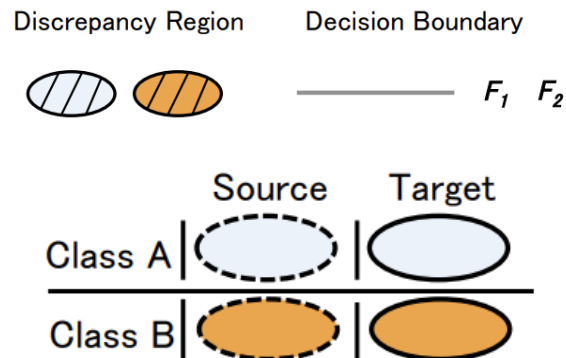 Discrepancy Region Decision Boundary
F1 F2
Source Target
Class A
Class B